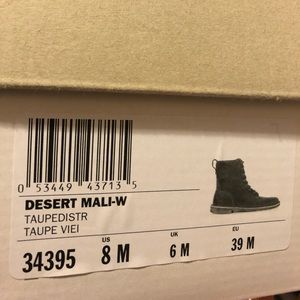 0 53449 43713 5
DESERT MALI-W
TAUPEDISTR
TAUPE VIEI
US UK EU
34395 8 M 6 M 39 M